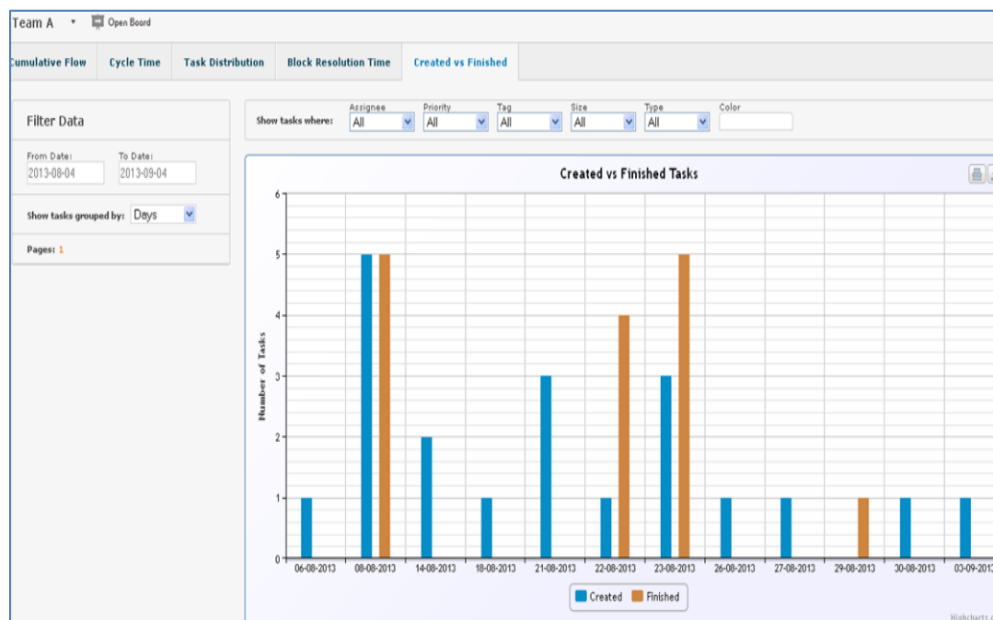 Team A Open Board
Cumulative Flow Cycle Time Task Distribution Block Resolution Time Created vs Finished
Filter Data
From Date: To Date:
2013-08-04 2013-09-04
Show tasks grouped by: Days
Pages: 1
Assignee Priority Tag Size Type Color
Show tasks where: All All All All All
Created vs Finished Tasks
Number of Tasks
6
5
4
3
2
1
0
06-08-2013 08-08-2013 14-08-2013 18-08-2013 21-08-2013 22-08-2013 23-08-2013 26-08-2013 27-08-2013 29-08-2013 30-08-2013 03-09-2013
Created Finished